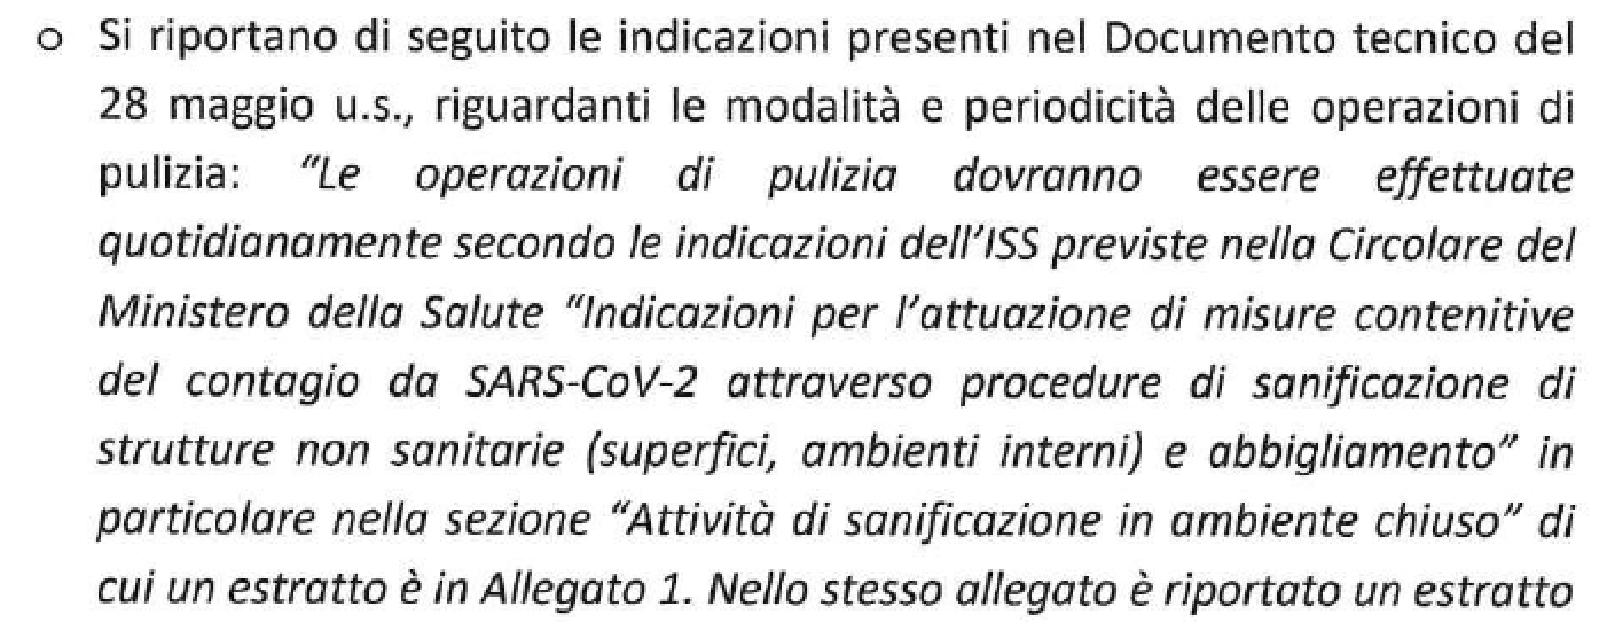 o Si riportano di seguito le indicazioni presenti nel Documento tecnico del
28 maggio u.s., riguardanti le modalità e periodicità delle operazioni di
pulizia: “Le operazioni di pulizia dovranno essere effettuate
quotidianamente secondo le indicazioni dell’ISS previste nella Circolare del
Ministero della Salute “Indicazioni per l’attuazione di misure contenitive
del contagio da SARS-CoV-2 attraverso procedure di sanificazione di
strutture non sanitarie (superfici, ambienti interni) e abbigliamento” in
particolare nella sezione “Attività di sanificazione in ambiente chiuso” di
cui un estratto è in Allegato 1. Nello stesso allegato è riportato un estratto